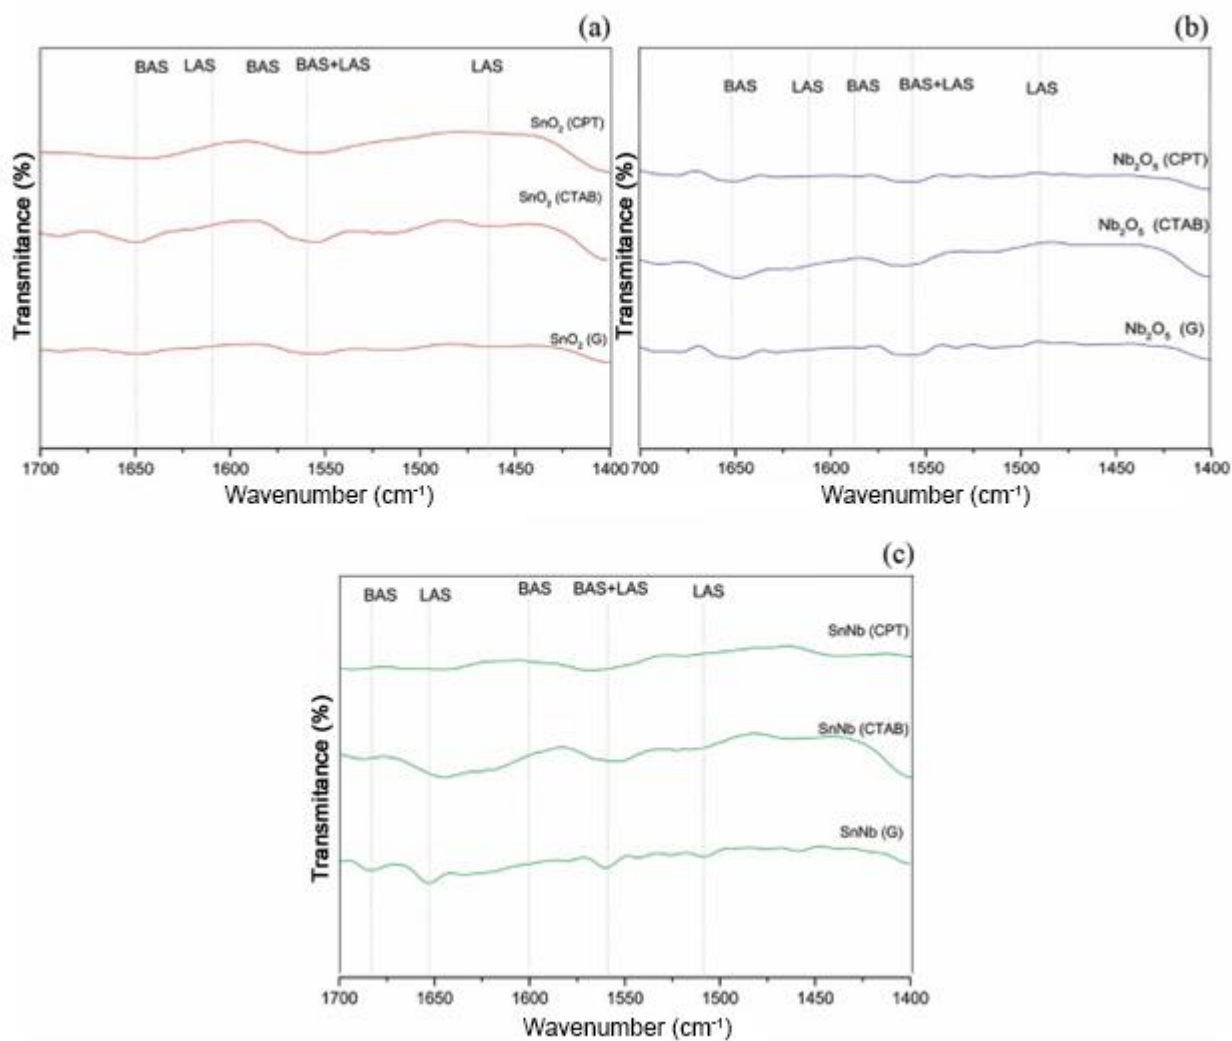 (a)
BAS LAS BAS BAS+LAS LAS
SnO2 (CPT)
SnO2 (CTAB)
SnO2 (G)
Transmitance (%)
1700 1650 1600 1550 1500 1450 1400
Wavenumber (cm-1)
(b)
BAS LAS BAS BAS+LAS LAS
Nb2O5 (CPT)
Nb2O5 (CTAB)
Nb2O5 (G)
Transmitance (%)
1700 1650 1600 1550 1500 1450 1400
Wavenumber (cm-1)
(c)
BAS LAS BAS BAS+LAS LAS
SnNb (CPT)
SnNb (CTAB)
SnNb (G)
Transmitance (%)
1700 1650 1600 1550 1500 1450 1400
Wavenumber (cm-1)